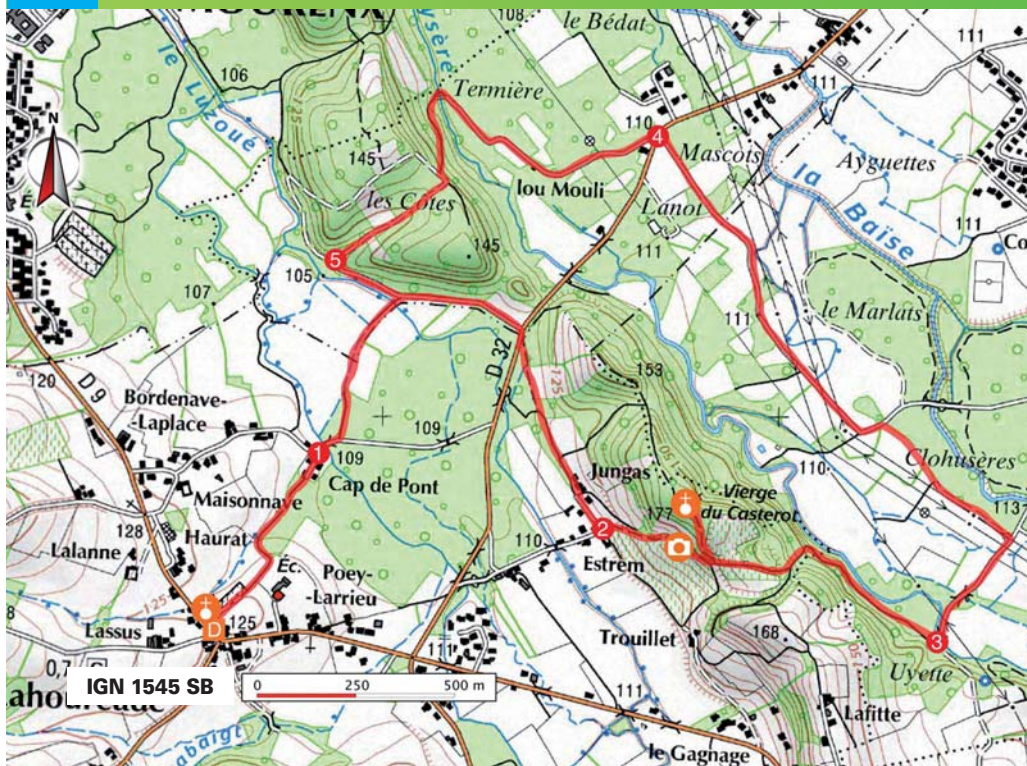 MOURENX
108
le Bédat
111
106
le Luzoué
Termière
110
4
111
Mascots
Ayguettes
N
145
les Côtes
lou Mouli
Lanot
la Baïse
111
5
145
111
105
107
le Marlats
111
D 32
153
120
D 9
125
Bordenave-
-Laplace
109
1
109
Cap de Pont
Jungas
110
Clohusères
Maisonnave
Vierge
du Casterot
177
113
128
Haurat
2
Lalanne
110
Estrem
Éc.
Poey-
-Larrieu
D
125
Lassus
Trouillet
168
3
111
Uyette
IGN 1545 SB
0 250 500 m
111
Lafitte
le Gagnage